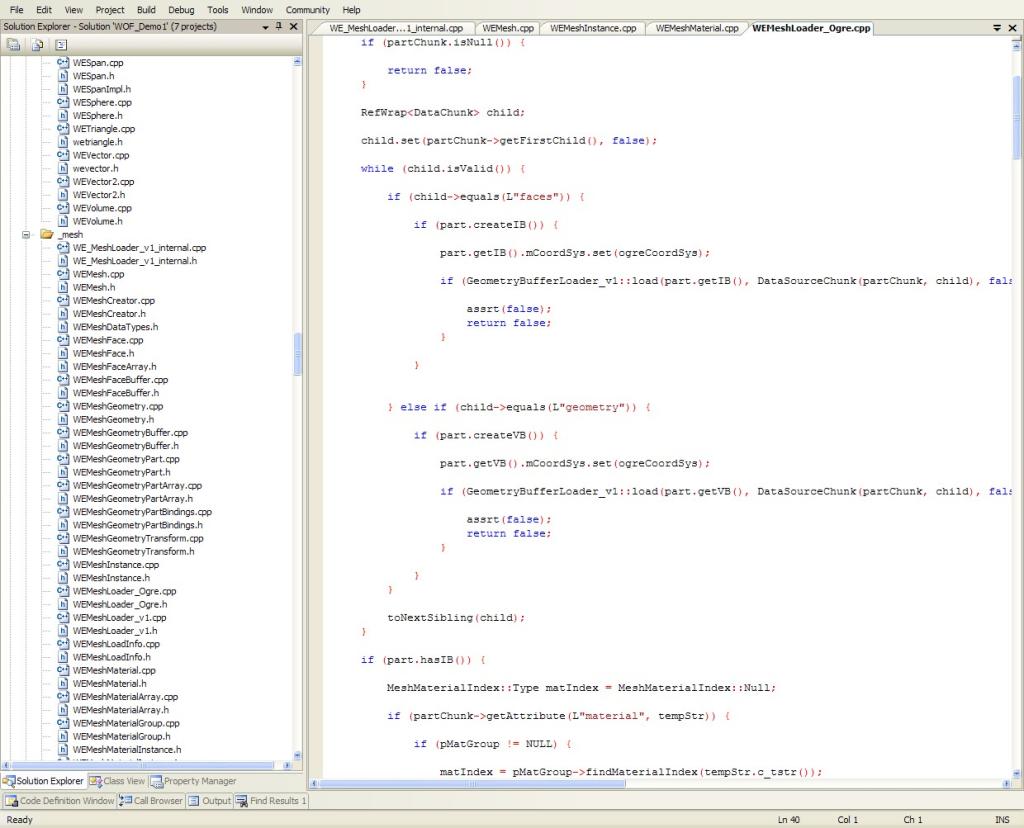 File Edit View Project Build Debug Tools Window Community Help
Solution Explorer - Solution 'WOF_Demo1' (7 projects)
WESpan.cpp
WESpan.h
WESpanImpl.h
WESphere.cpp
WESphere.h
WETriangle.cpp
wetriangle.h
WEVector.cpp
wevector.h
WEVector2.cpp
WEVector2.h
WEVolume.cpp
WEVolume.h
_mesh
WE_MeshLoader_v1_internal.cpp
WE_MeshLoader_v1_internal.h
WEMesh.cpp
WEMesh.h
WEMeshCreator.cpp
WEMeshCreator.h
WEMeshDataTypes.h
WEMeshFace.cpp
WEMeshFace.h
WEMeshFaceArray.h
WEMeshFaceBuffer.cpp
WEMeshFaceBuffer.h
WEMeshGeometry.cpp
WEMeshGeometry.h
WEMeshGeometryBuffer.cpp
WEMeshGeometryBuffer.h
WEMeshGeometryPart.cpp
WEMeshGeometryPart.h
WEMeshGeometryPartArray.cpp
WEMeshGeometryPartArray.h
WEMeshGeometryPartBindings.cpp
WEMeshGeometryPartBindings.h
WEMeshGeometryTransform.cpp
WEMeshGeometryTransform.h
WEMeshInstance.cpp
WEMeshInstance.h
WEMeshLoader_Ogre.cpp
WEMeshLoader_Ogre.h
WEMeshLoader_v1.cpp
WEMeshLoader_v1.h
WEMeshLoadInfo.cpp
WEMeshLoadInfo.h
WEMeshMaterial.cpp
WEMeshMaterial.h
WEMeshMaterialArray.cpp
WEMeshMaterialArray.h
WEMeshMaterialGroup.cpp
WEMeshMaterialGroup.h
WEMeshMaterialInstance.h
Solution Explorer Class View Property Manager
WE_MeshLoader...1_internal.cpp WEMesh.cpp WEMeshInstance.cpp WEMeshMaterial.cpp WEMeshLoader_Ogre.cpp
if (partChunk.isNull()) {
return false;
}
RefWrap<DataChunk> child;
child.set(partChunk->getFirstChild(), false);
while (child.isValid()) {
if (child->equals(L"faces")) {
if (part.createIB()) {
part.getIB().mCoordSys.set(ogreCoordSys);
if (GeometryBufferLoader_v1::load(part.getIB(), DataSourceChunk(partChunk, child), fals
assrt(false);
return false;
}
}
} else if (child->equals(L"geometry")) {
if (part.createVB()) {
part.getVB().mCoordSys.set(ogreCoordSys);
if (GeometryBufferLoader_v1::load(part.getVB(), DataSourceChunk(partChunk, child), fals
assrt(false);
return false;
}
}
}
toNextSibling(child);
}
if (part.hasIB()) {
MeshMaterialIndex::Type matIndex = MeshMaterialIndex::Null;
if (partChunk->getAttribute(L"material", tempStr)) {
if (pMatGroup != NULL) {
matIndex = pMatGroup->findMaterialIndex(tempStr.c_tstr());
Code Definition Window Call Browser Output Find Results 1
Ready Ln 40 Col 1 Ch 1 INS